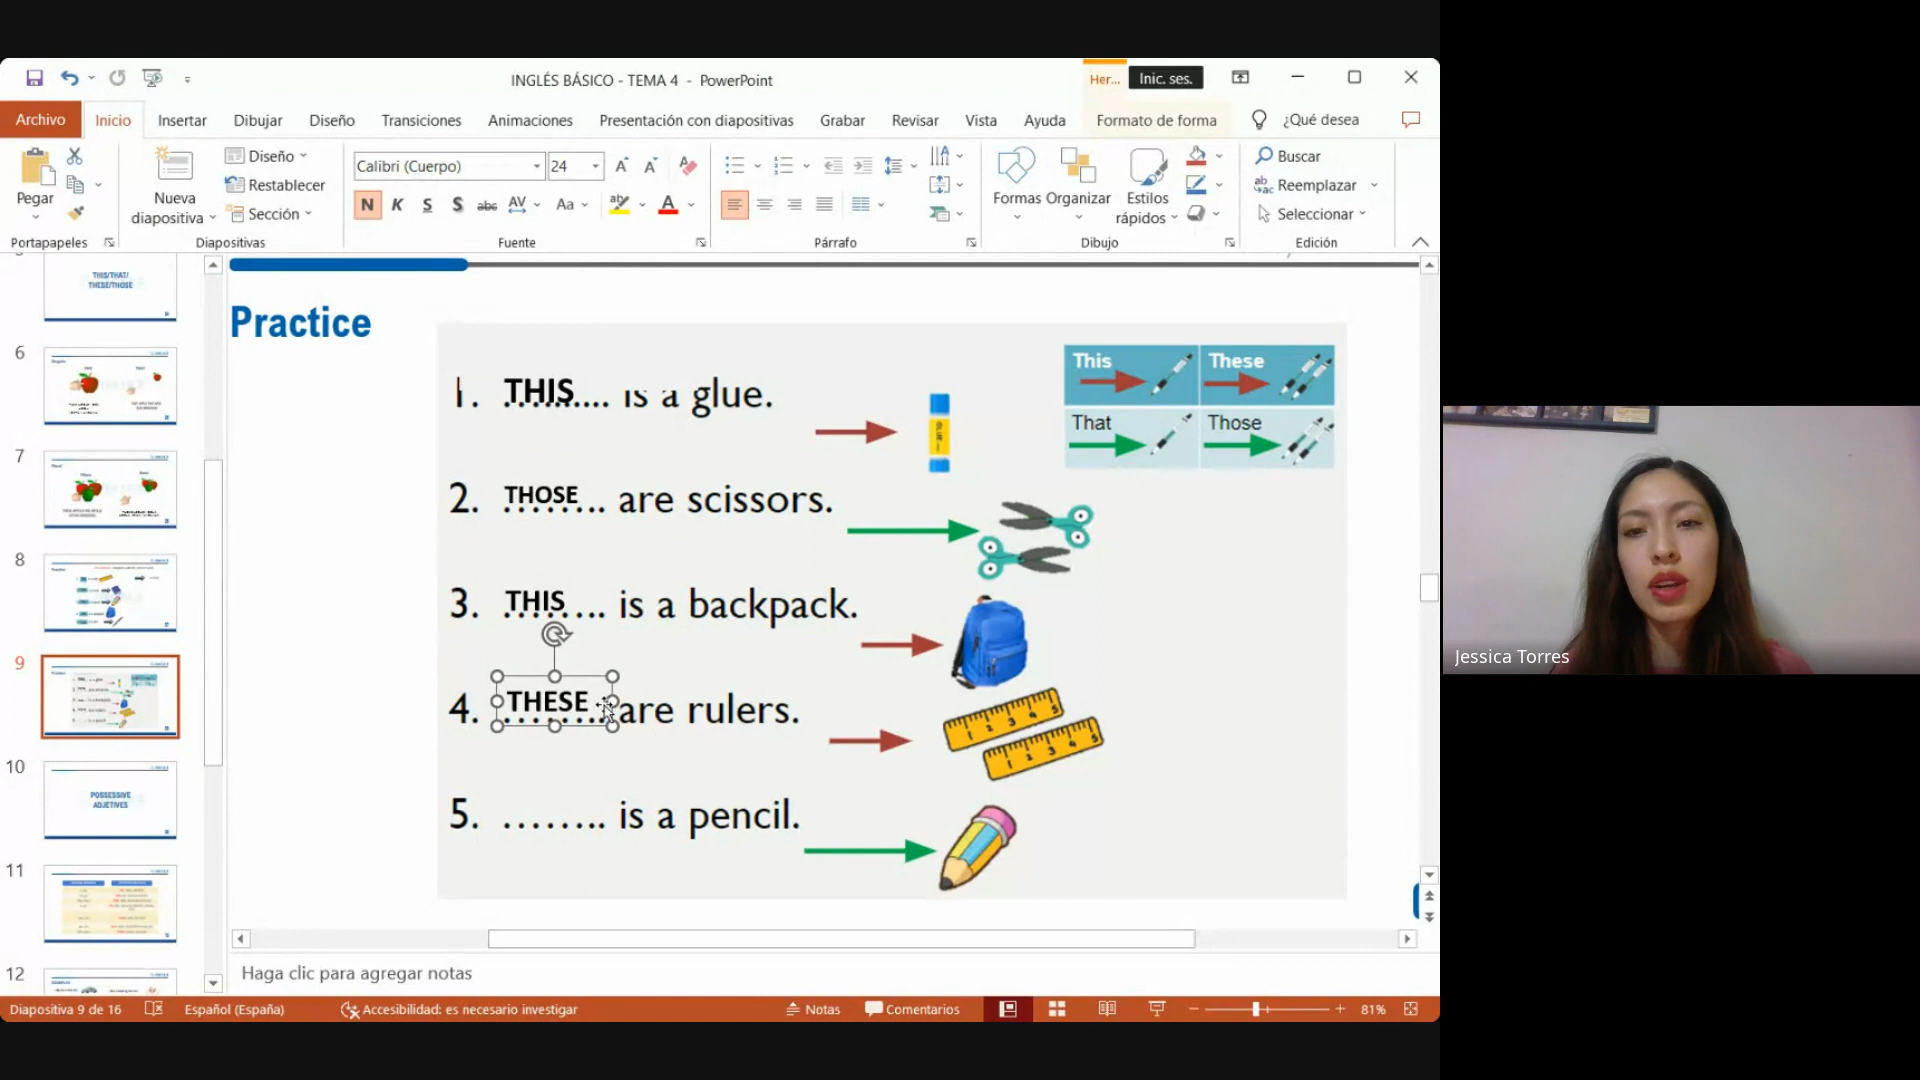 INGLÉS BÁSICO - TEMA 4 - PowerPoint
Her...
Inic. ses.
Archivo
Inicio
Insertar
Dibujar
Diseño
Transiciones
Animaciones
Presentación con diapositivas
Grabar
Revisar
Vista
Ayuda
Formato de forma
¿Qué desea
Pegar
Nueva
diapositiva
Diseño
Restablecer
Sección
Calibri (Cuerpo)
24
N K S S abc AV Aa A
Formas
Organizar
Estilos
rápidos
Buscar
Reemplazar
Seleccionar
Portapapeles
Diapositivas
Fuente
Párrafo
Dibujo
Edición
THIS/THAT/
THESE/THOSE
6
7
8
9
10
POSSESSIVE
ADJETIVES
11
12
Practice
1. THIS......... is a glue.
2. THOSE........ are scissors.
3. THIS........ is a backpack.
4. THESE........ are rulers.
5. ........ is a pencil.
This These
That Those
Haga clic para agregar notas
Diapositiva 9 de 16
Español (España)
Accesibilidad: es necesario investigar
Notas
Comentarios
81%
Jessica Torres